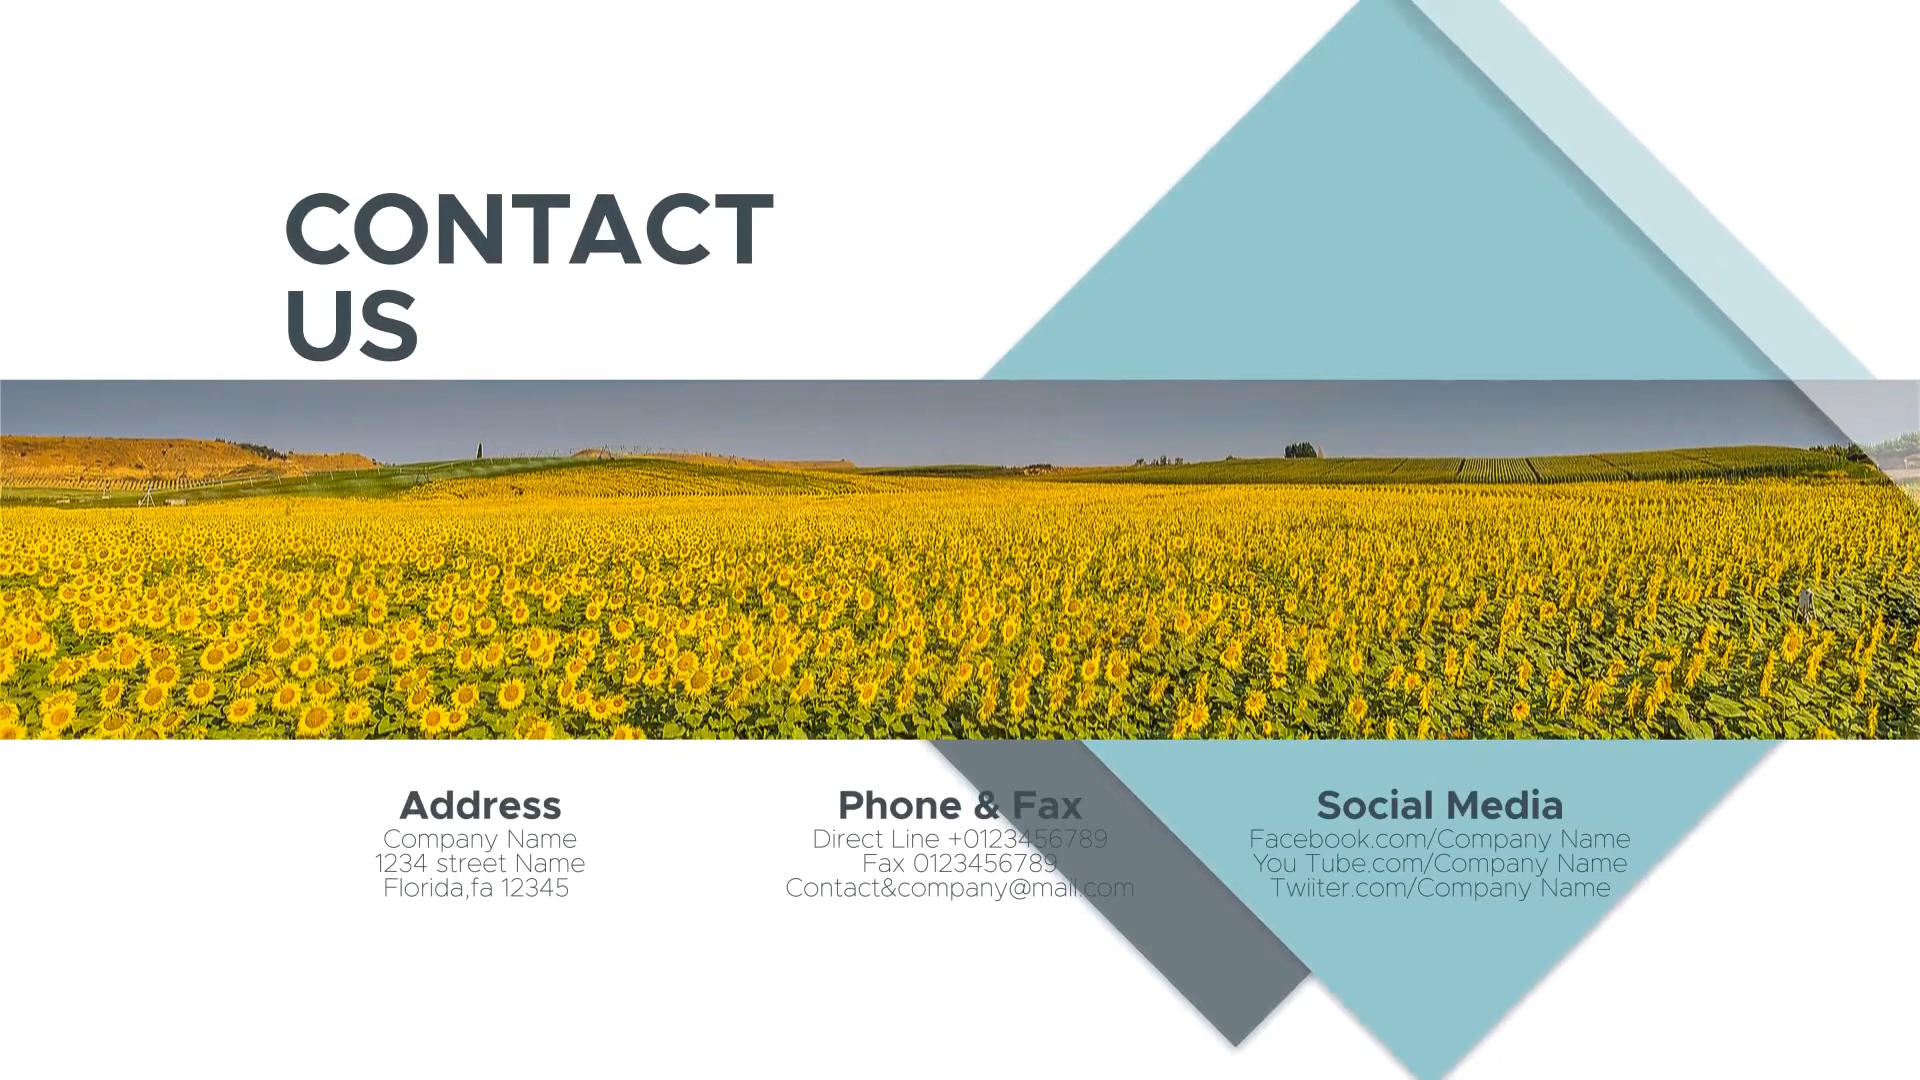 CONTACT
US
Address
Company Name
1234 street Name
Florida,fa 12345
Phone & Fax
Direct Line +0123456789
Fax 0123456789
Contact&company@mail.com
Social Media
Facebook.com/Company Name
You Tube.com/Company Name
Twiiter.com/Company Name